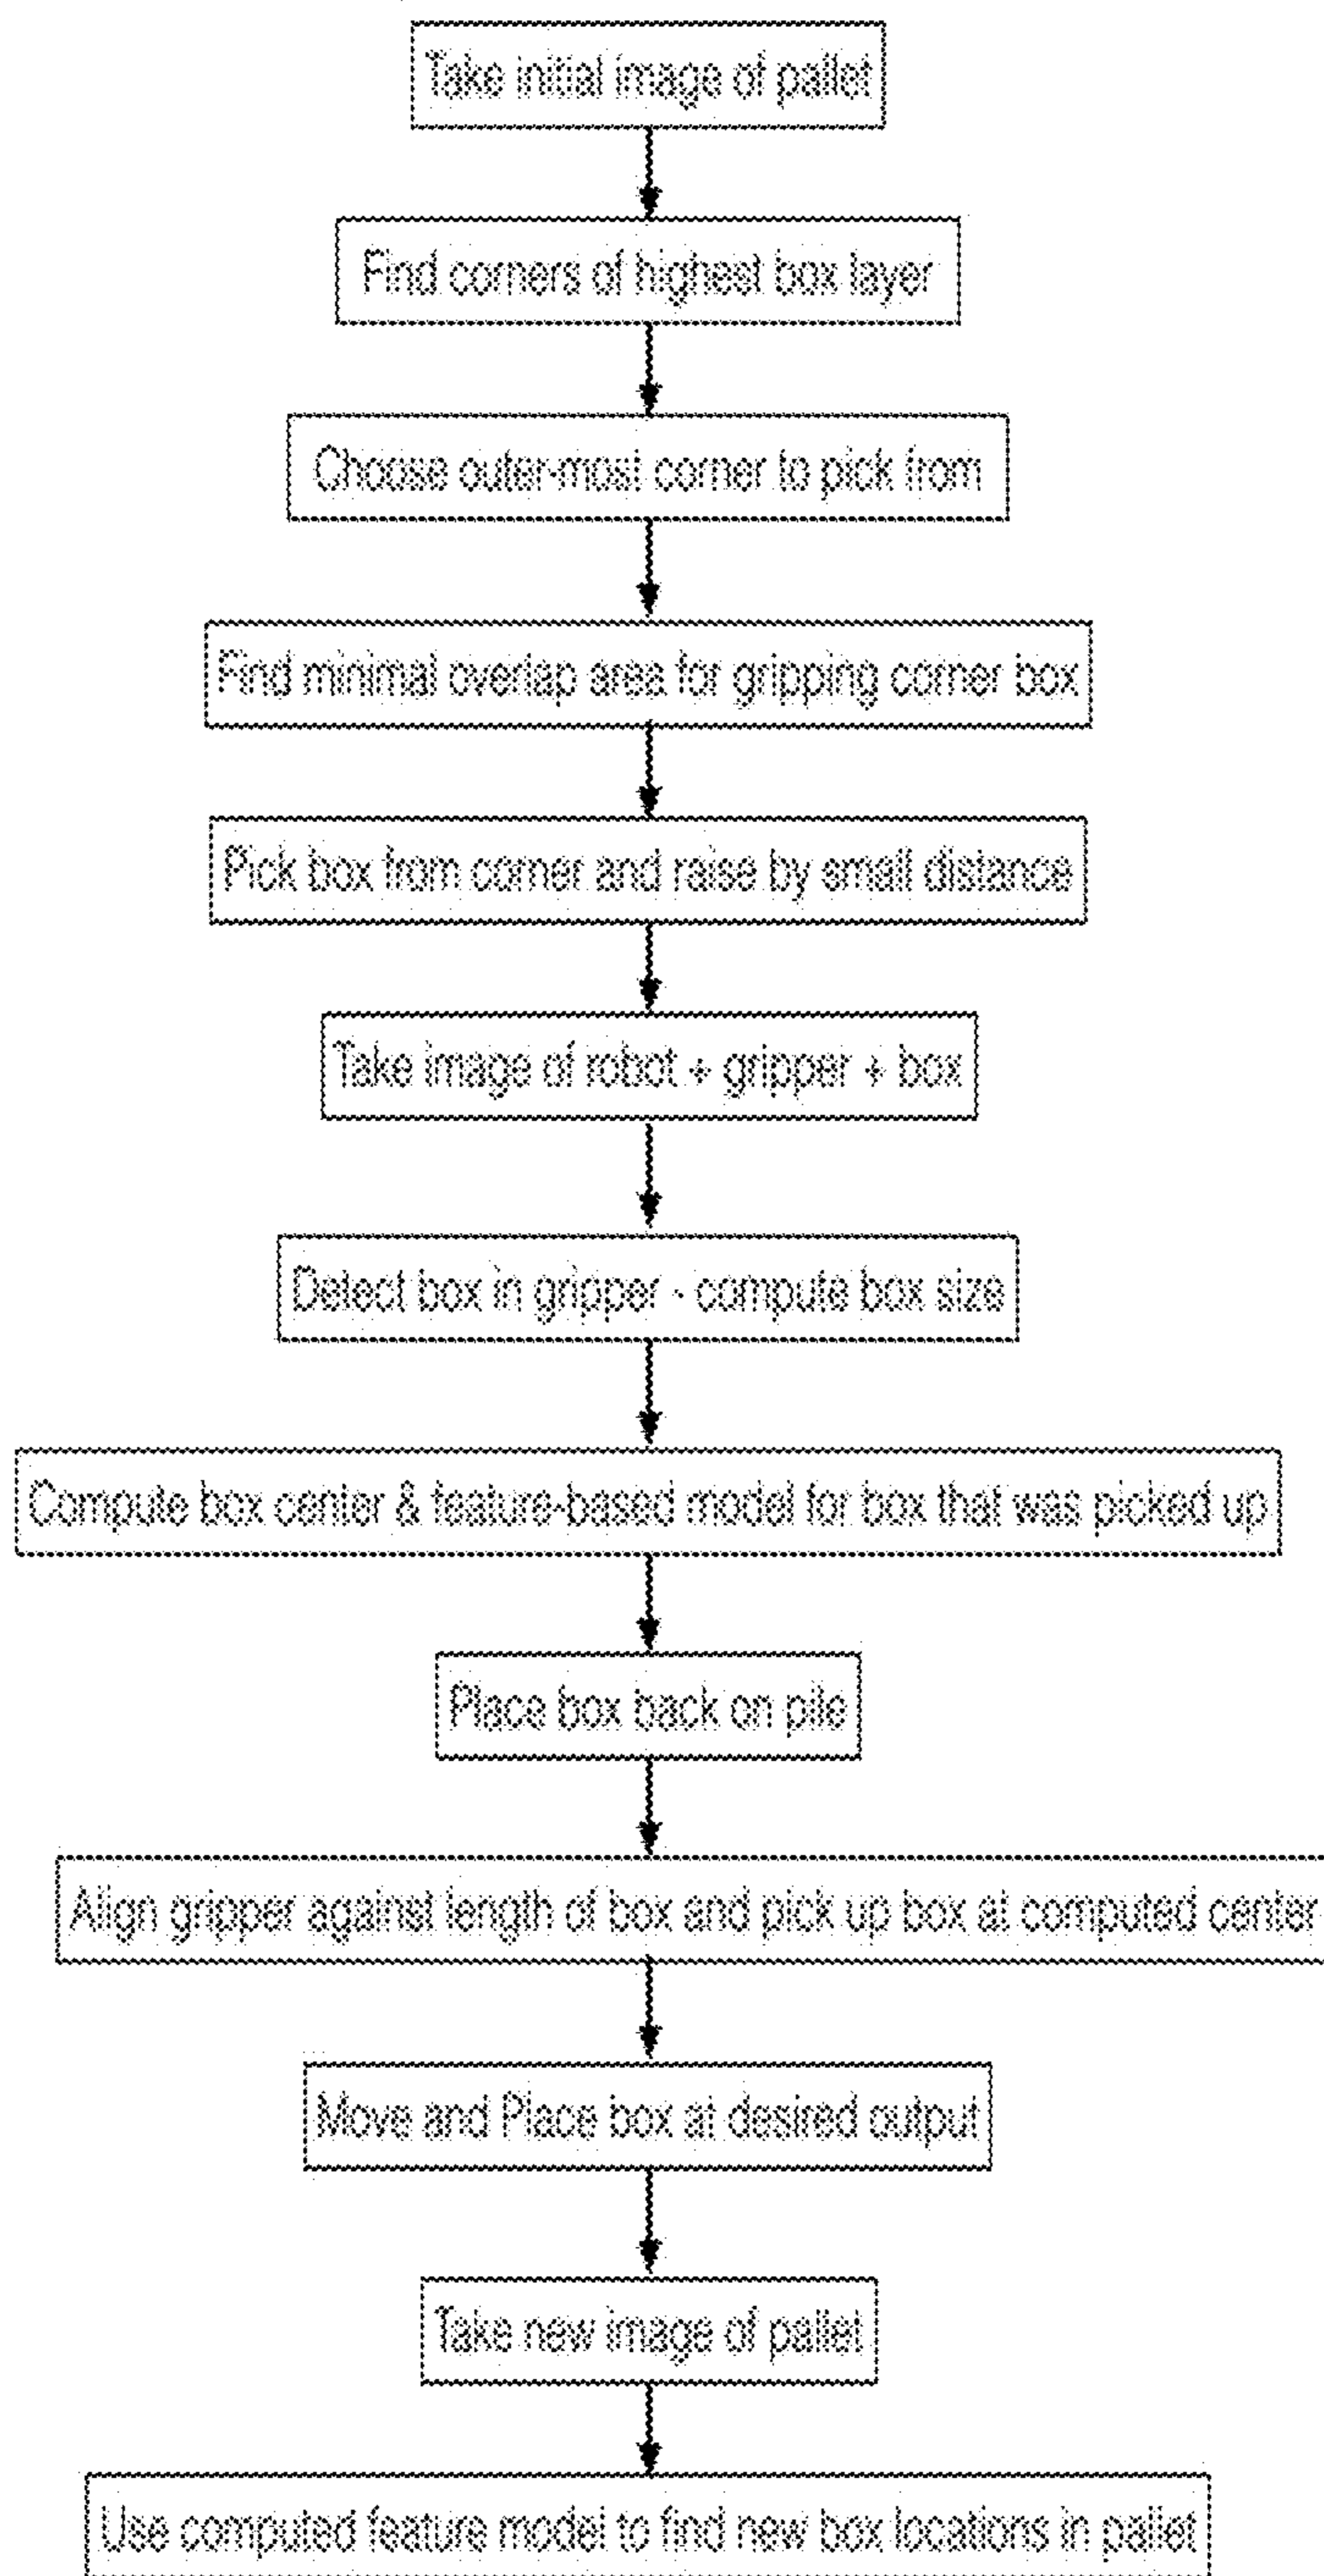 Take initial image of pallet
Find corners of highest box layer
Choose outer-most corner to pick from
Find minimal overlap area for gripping corner box
Pick box from corner and raise by small distance
Take image of robot + gripper + box
Detect box in gripper - compute box size
Compute box center & feature-based model for box that was picked up
Place box back on pile
Align gripper against length of box and pick up box at computed center
Move and Place box at desired output
Take new image of pallet
Use computed feature model to find new box locations in pallet